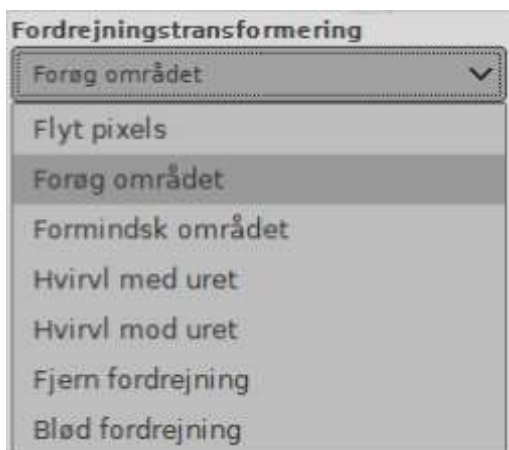 Fordrejningstransformering
Forøg området
Flyt pixels
Forøg området
Formindsk området
Hvirvl med uret
Hvirvl mod uret
Fjern fordrejning
Blød fordrejning